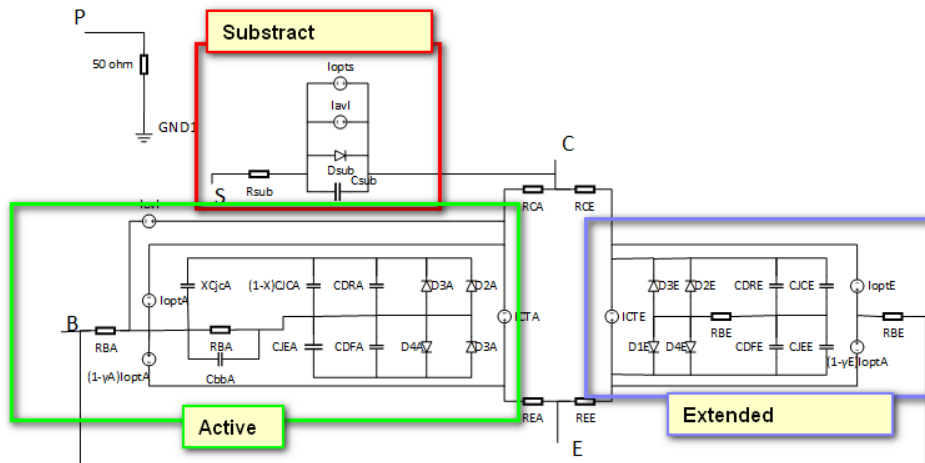 P
Substract
50 ohm
Iopts
Iavl
GND1
Dsub
Csub
Rsub
S
C
RCA
RCE
Iavl
XCjcA
(1-X)CJCA
CDRA
D3A
D2A
IoptA
ICTA
ICTE
D3E
D2E
CDRE
CJCE
IoptE
B
RBA
RBA
CbbA
CJEA
CDFA
D4A
D3A
(1-γA)IoptA
RBE
RBE
D1E
D4E
CDFE
CJEE
(1-γE)IoptA
REA
REE
Active
Extended
E